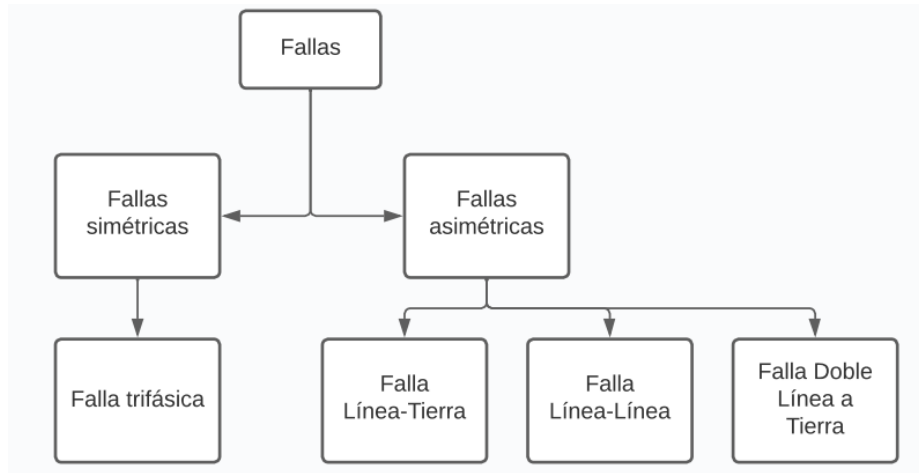 Fallas
Fallas
simétricas
Fallas
asimétricas
Falla trifásica
Falla
Línea-Tierra
Falla
Línea-Línea
Falla Doble
Línea a
Tierra